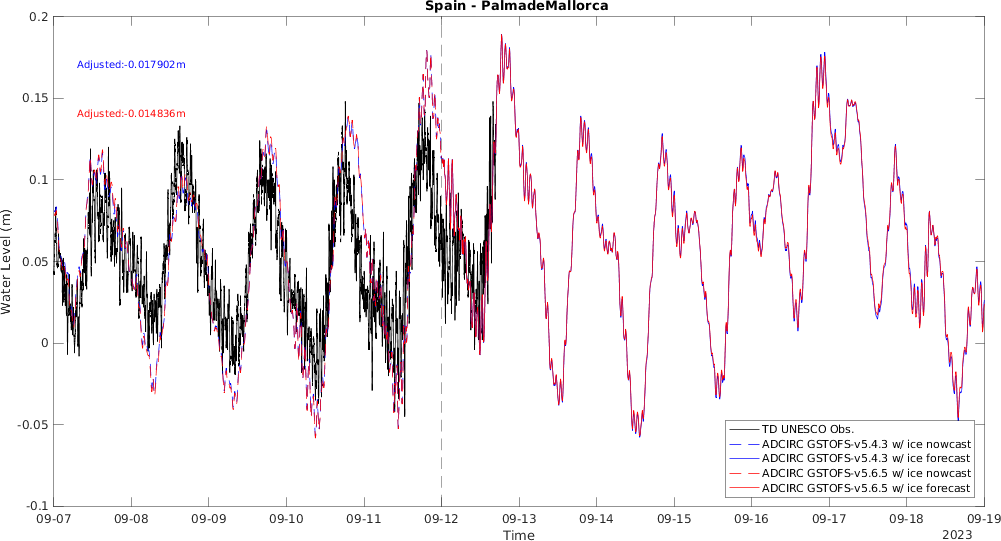 Spain - PalmadeMallorca
Water Level (m)
0.2
0.15
0.1
0.05
0
-0.05
-0.1
Adjusted:-0.017902m
Adjusted:-0.014836m
TD UNESCO Obs.
ADCIRC GSTOFS-v5.4.3 w/ ice nowcast
ADCIRC GSTOFS-v5.4.3 w/ ice forecast
ADCIRC GSTOFS-v5.6.5 w/ ice nowcast
ADCIRC GSTOFS-v5.6.5 w/ ice forecast
09-07 09-08 09-09 09-10 09-11 09-12 09-13 09-14 09-15 09-16 09-17 09-18 09-19
Time
2023